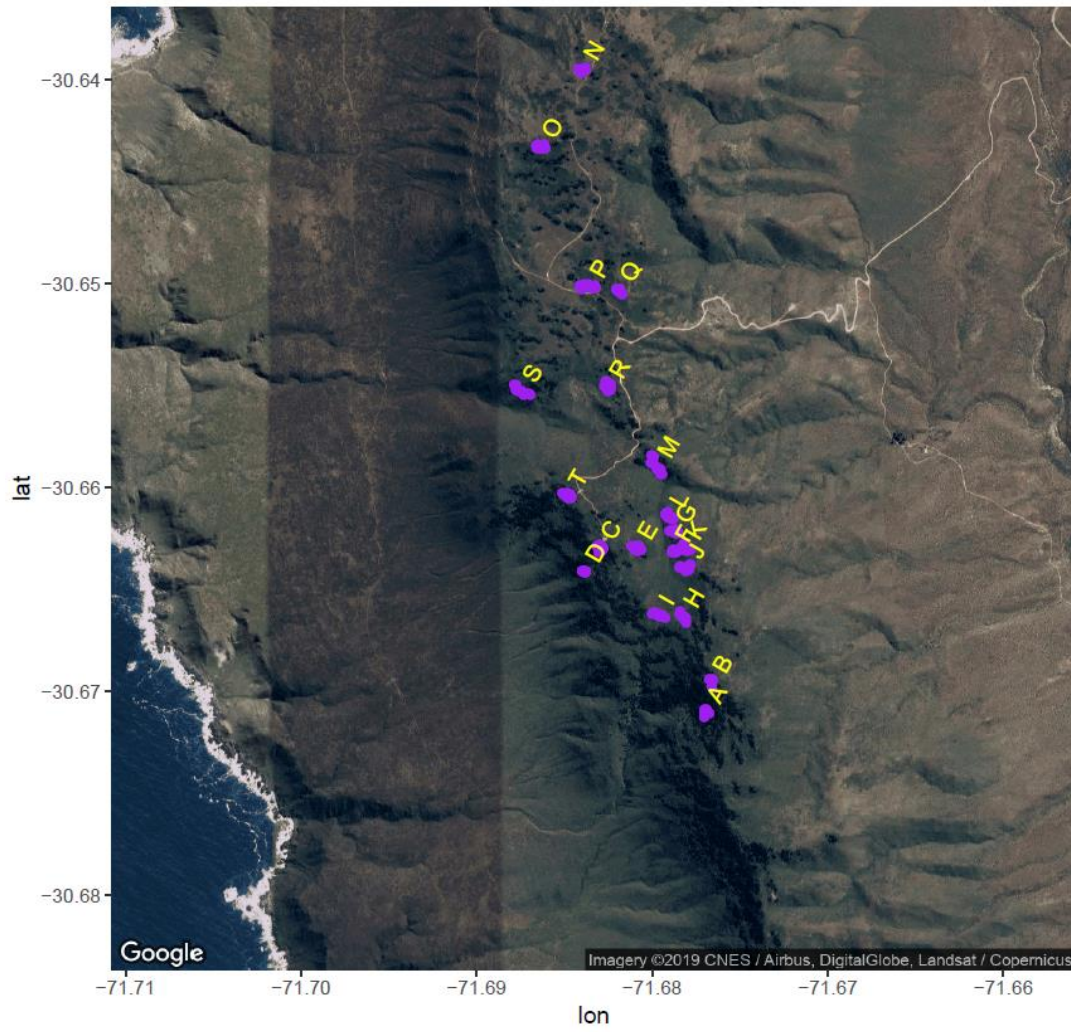 N
−30.64
O
P
Q
−30.65
R
S
M
T
−30.66
L
G
F
K
C
E
D
J
I
H
B
−30.67
A
−30.68
lat
Google
Imagery ©2019 CNES / Airbus, DigitalGlobe, Landsat / Copernicus
−71.71 −71.70 −71.69 −71.68 −71.67 −71.66
lon